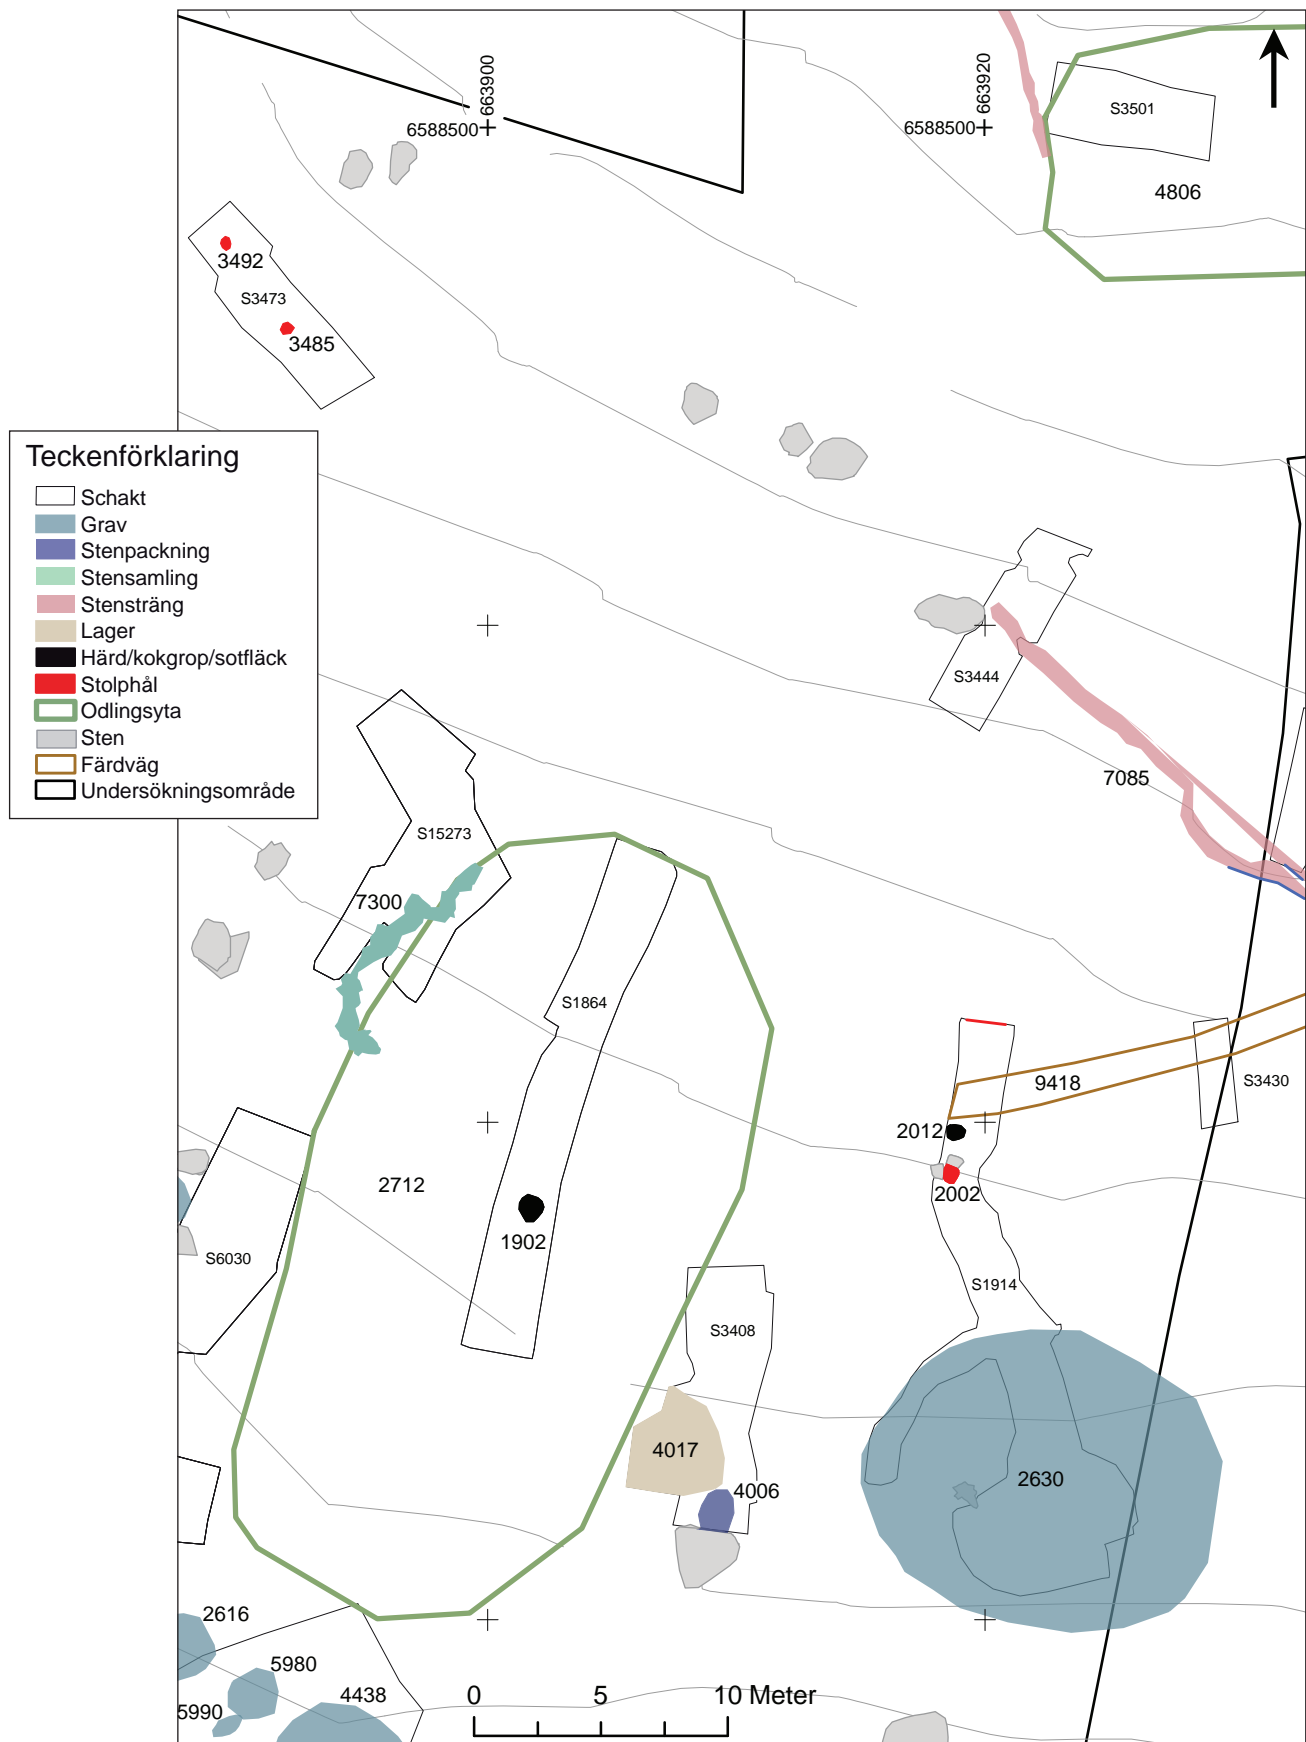 663900
663920
6588500
6588500
S3501
4806
3492
S3473
3485
Teckenförklaring
Schakt
Grav
Stenpackning
Stensamling
Stensträng
Lager
Härd/kokgrop/sotfläck
Stolphål
Odlingsyta
Sten
Färdväg
Undersökningsområde
S3444
7085
S15273
7300
S1864
9418
S3430
2012
2002
2712
1902
S6030
S1914
S3408
4017
4006
2630
2616
5980
5990
4438
0 5 10 Meter